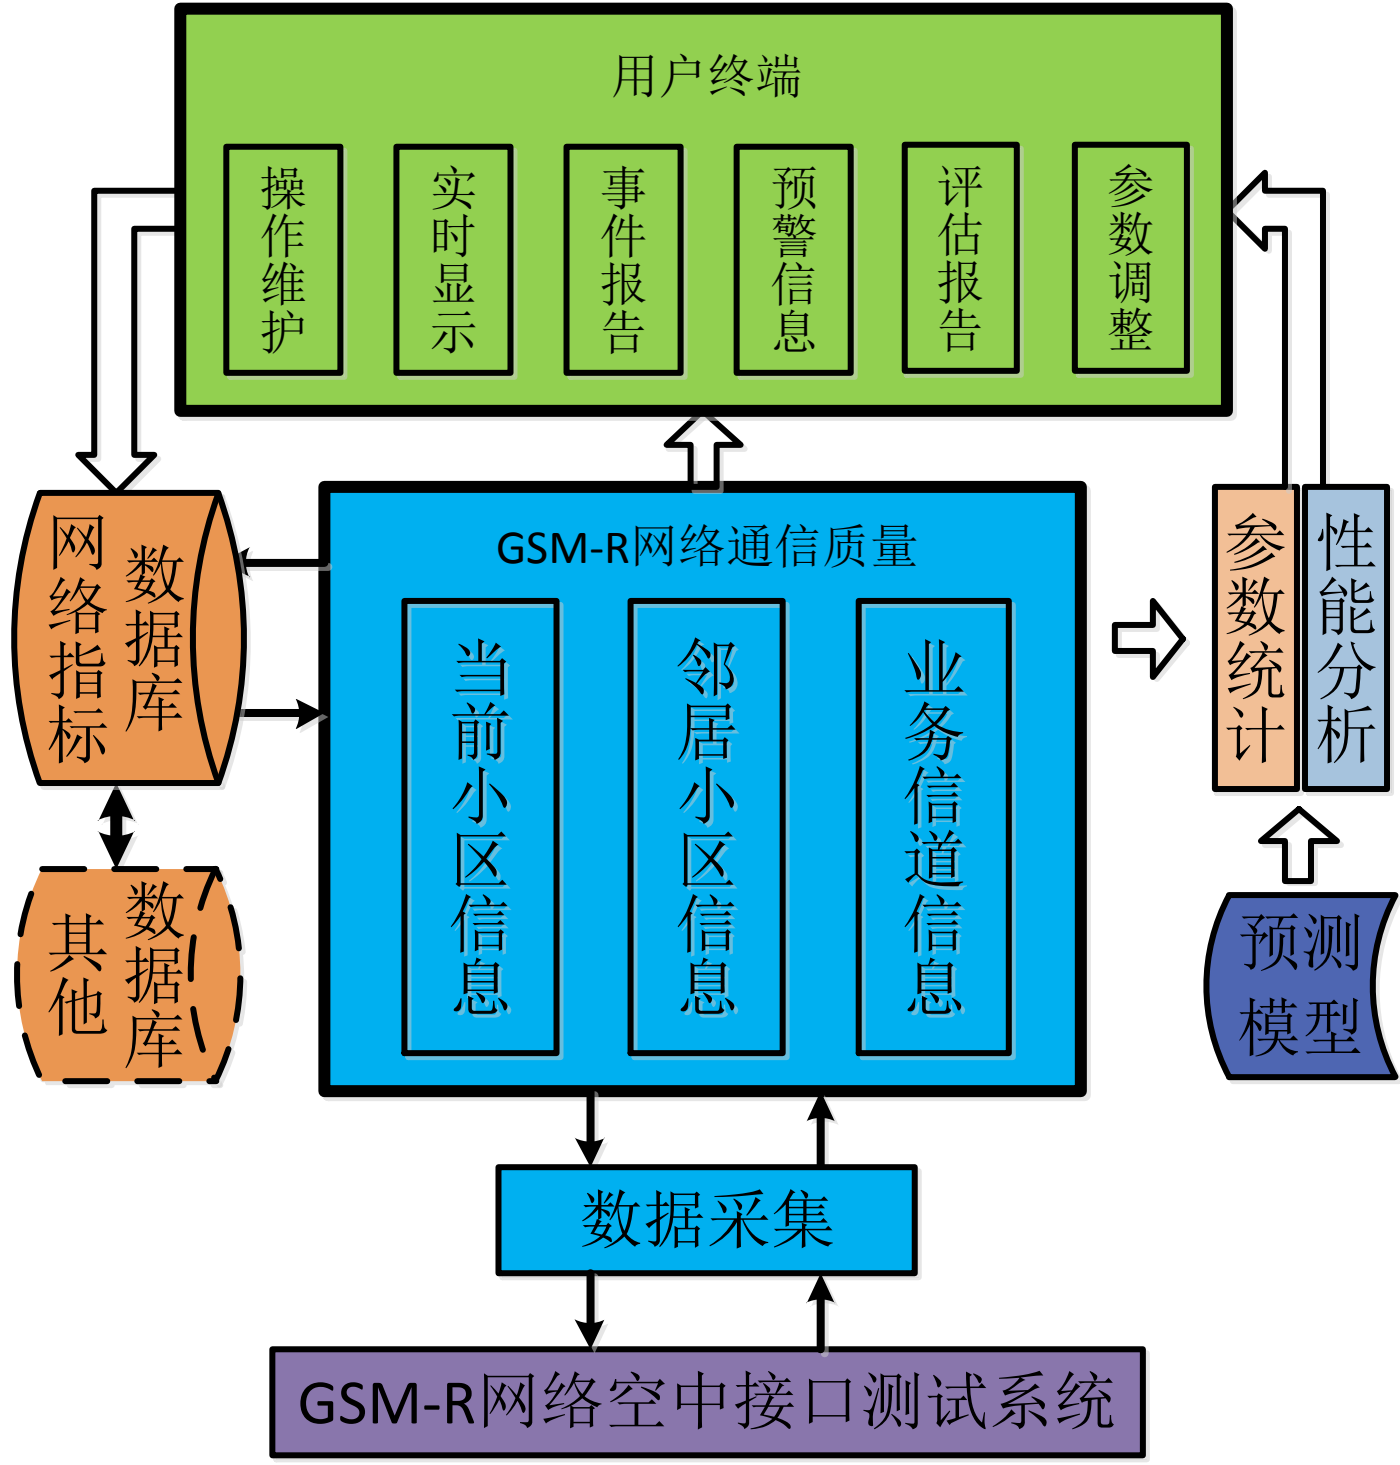 用户终端
操作维护
实时显示
事件报告
预警信息
评估报告
参数调整
网络指标
数据库
GSM-R网络通信质量
当前小区信息
邻居小区信息
业务信道信息
参数统计
性能分析
其他
数据库
预测
模型
数据采集
GSM-R网络空中接口测试系统